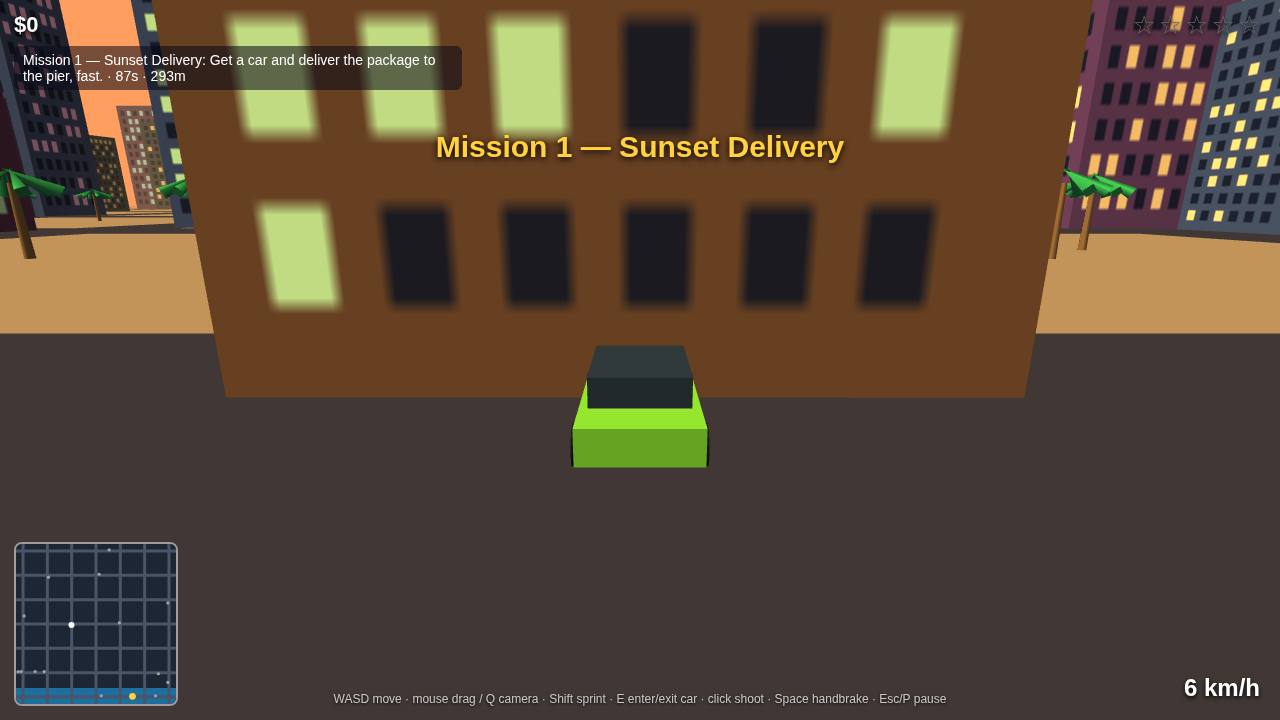 $0
☆ ☆ ☆ ☆ ☆
Mission 1 — Sunset Delivery: Get a car and deliver the package to
the pier, fast. · 87s · 293m
Mission 1 — Sunset Delivery
WASD move · mouse drag / Q camera · Shift sprint · E enter/exit car · click shoot · Space handbrake · Esc/P pause
6 km/h